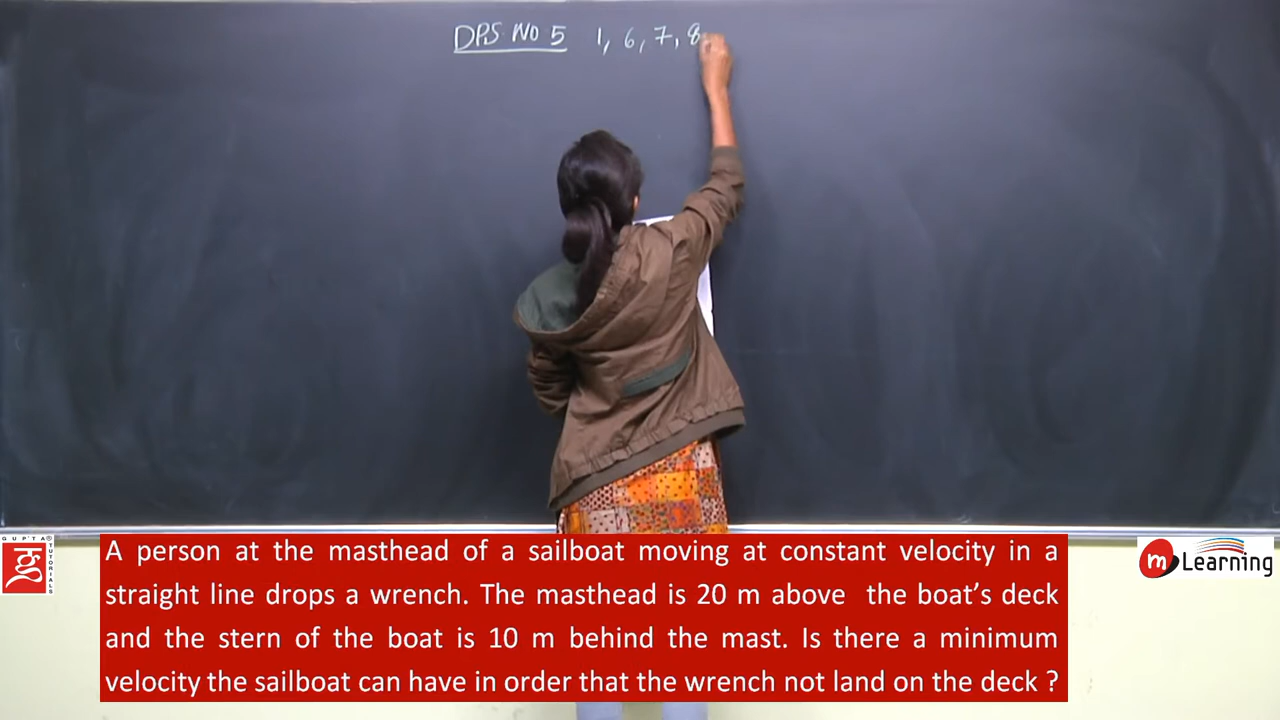 DPS NO 5 1, 6, 7, 8
A person at the masthead of a sailboat moving at constant velocity in a
straight line drops a wrench. The masthead is 20 m above the boat's deck
and the stern of the boat is 10 m behind the mast. Is there a minimum
velocity the sailboat can have in order that the wrench not land on the deck ?
GUPTA
TUTORIALS
m Learning